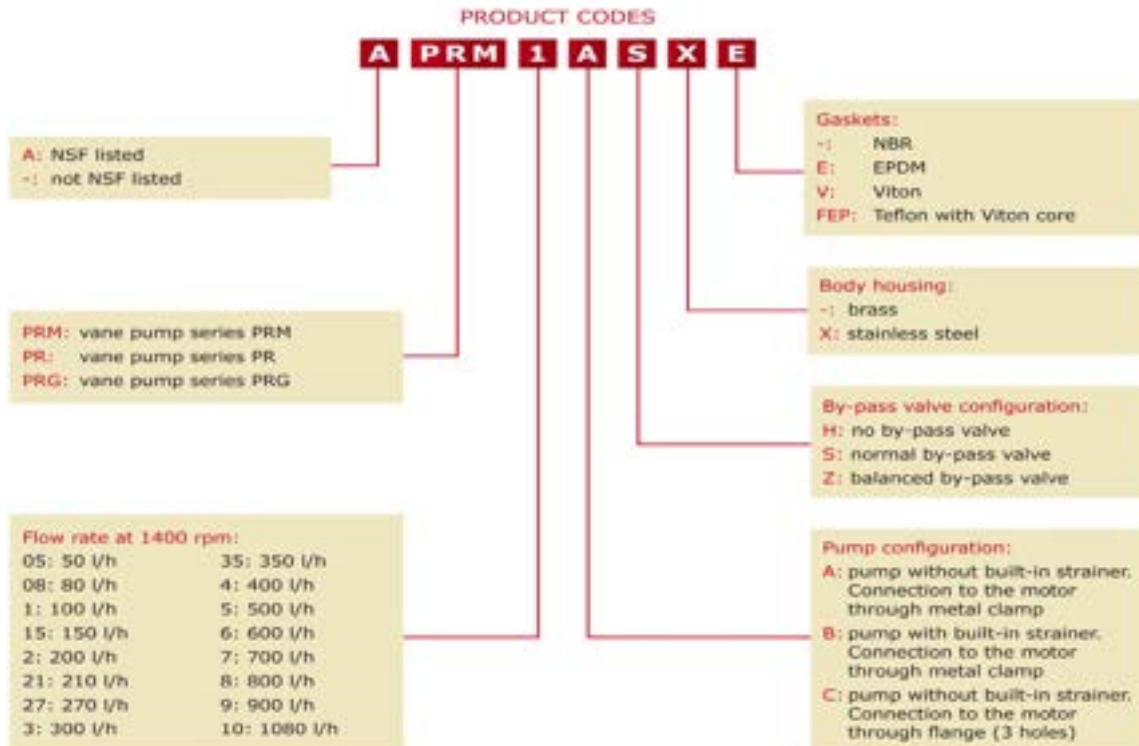 PRODUCT CODES
A PRM 1 A S X E
A: NSF listed
-: not NSF listed
PRM: vane pump series PRM
PR: vane pump series PR
PRG: vane pump series PRG
Flow rate at 1400 rpm:
05: 50 l/h 35: 350 l/h
08: 80 l/h 4: 400 l/h
1: 100 l/h 5: 500 l/h
15: 150 l/h 6: 600 l/h
2: 200 l/h 7: 700 l/h
21: 210 l/h 8: 800 l/h
27: 270 l/h 9: 900 l/h
3: 300 l/h 10: 1080 l/h
Gaskets:
-: NBR
E: EPDM
V: Viton
FEP: Teflon with Viton core
Body housing:
-: brass
X: stainless steel
By-pass valve configuration:
H: no by-pass valve
S: normal by-pass valve
Z: balanced by-pass valve
Pump configuration:
A: pump without built-in strainer.
Connection to the motor
through metal clamp
B: pump with built-in strainer.
Connection to the motor
through metal clamp
C: pump without built-in strainer.
Connection to the motor
through flange (3 holes)